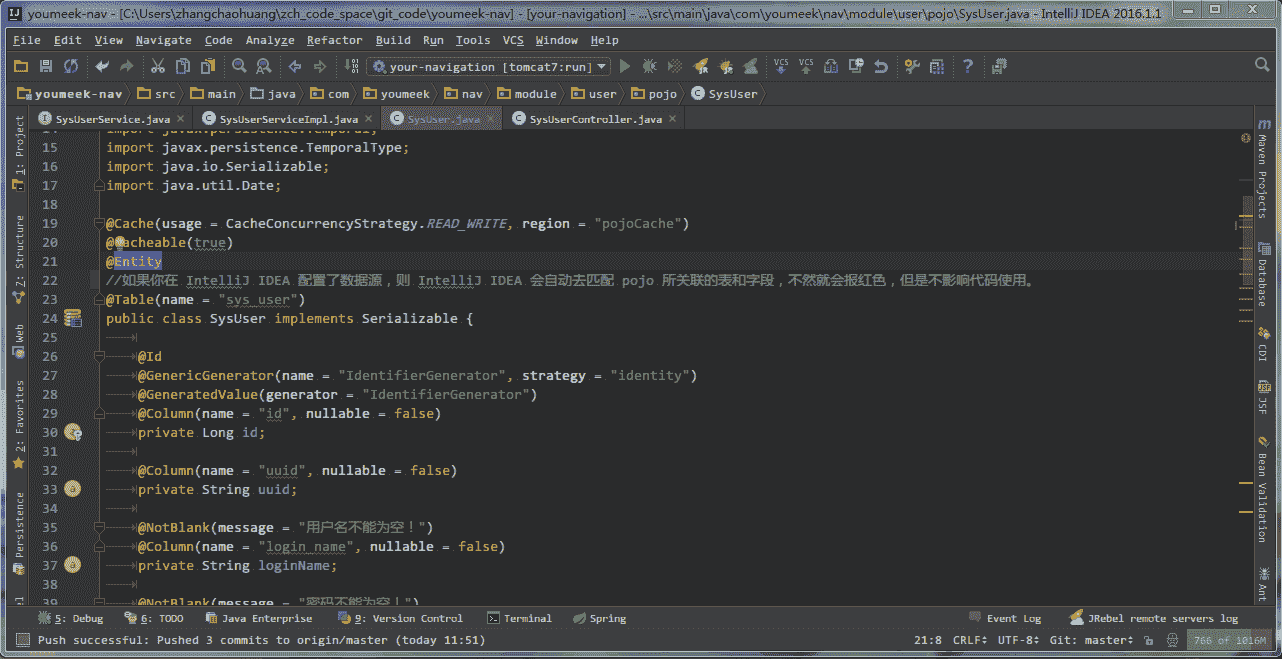 youmeek-nav - [C:\Users\zhangchaohuang\zch_code_space\git_code\youmeek-nav] - [your-navigation] - ...\src\main\java\com\youmeek\nav\module\user\pojo\SysUser.java - IntelliJ IDEA 2016.1.1
File Edit View Navigate Code Analyze Refactor Build Run Tools VCS Window Help
your-navigation [tomcat7:run]
VCS VCS
youmeek-nav src main java com youmeek nav module user pojo SysUser
SysUserService.java SysUserServiceImpl.java SysUser.java SysUserController.java
14 import javax.persistence.Temporal;
15 import javax.persistence.TemporalType;
16 import java.io.Serializable;
17 import java.util.Date;
18
19 @Cache(usage = CacheConcurrencyStrategy.READ_WRITE, region = "pojoCache")
20 @Cacheable(true)
21 @Entity
22 //如果你在 IntelliJ IDEA 配置了数据源，则 IntelliJ IDEA 会自动去匹配 pojo 所关联的表和字段，不然就会报红色，但是不影响代码使用。
23 @Table(name = "sys_user")
24 public class SysUser implements Serializable {
25
26 @Id
27 @GenericGenerator(name = "IdentifierGenerator", strategy = "identity")
28 @GeneratedValue(generator = "IdentifierGenerator")
29 @Column(name = "id", nullable = false)
30 private Long id;
31
32 @Column(name = "uuid", nullable = false)
33 private String uuid;
34
35 @NotBlank(message = "用户名不能为空！")
36 @Column(name = "login_name", nullable = false)
37 private String loginName;
38
39 @NotBlank(message = "密码不能为空！")
1: Project
7: Structure
Web
2: Favorites
Persistence
Maven Projects
Database
CDI
JSF
Bean Validation
Ant
5: Debug 6: TODO Java Enterprise 9: Version Control Terminal Spring Event Log JRebel remote servers log
Push successful: Pushed 3 commits to origin/master (today 11:51) 21:8 CRLF UTF-8 Git: master 766 of 1016M